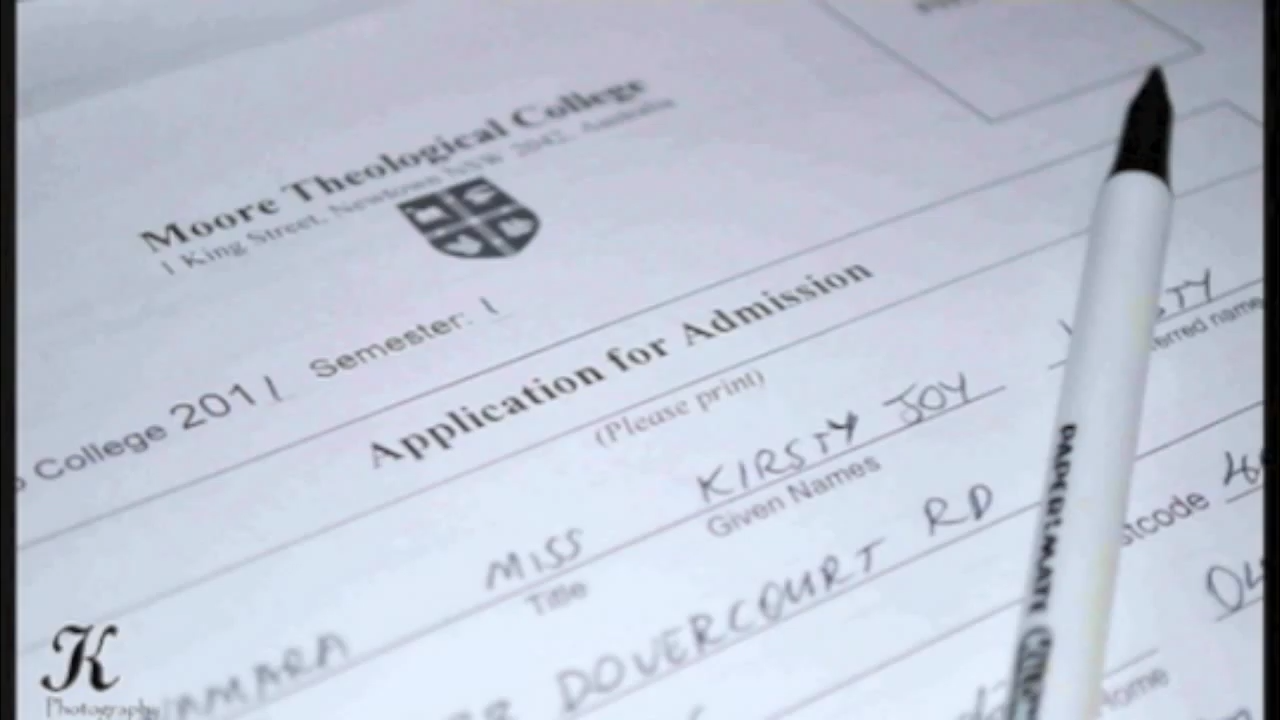 Moore Theological College
1 King Street, Newtown NSW 2042, Australia
College 2011 Semester: 1
Application for Admission
(Please print)
MISS KIRSTY JOY
Title Given Names
DOVERCOURT RD
PAPERMATE
K
Photography